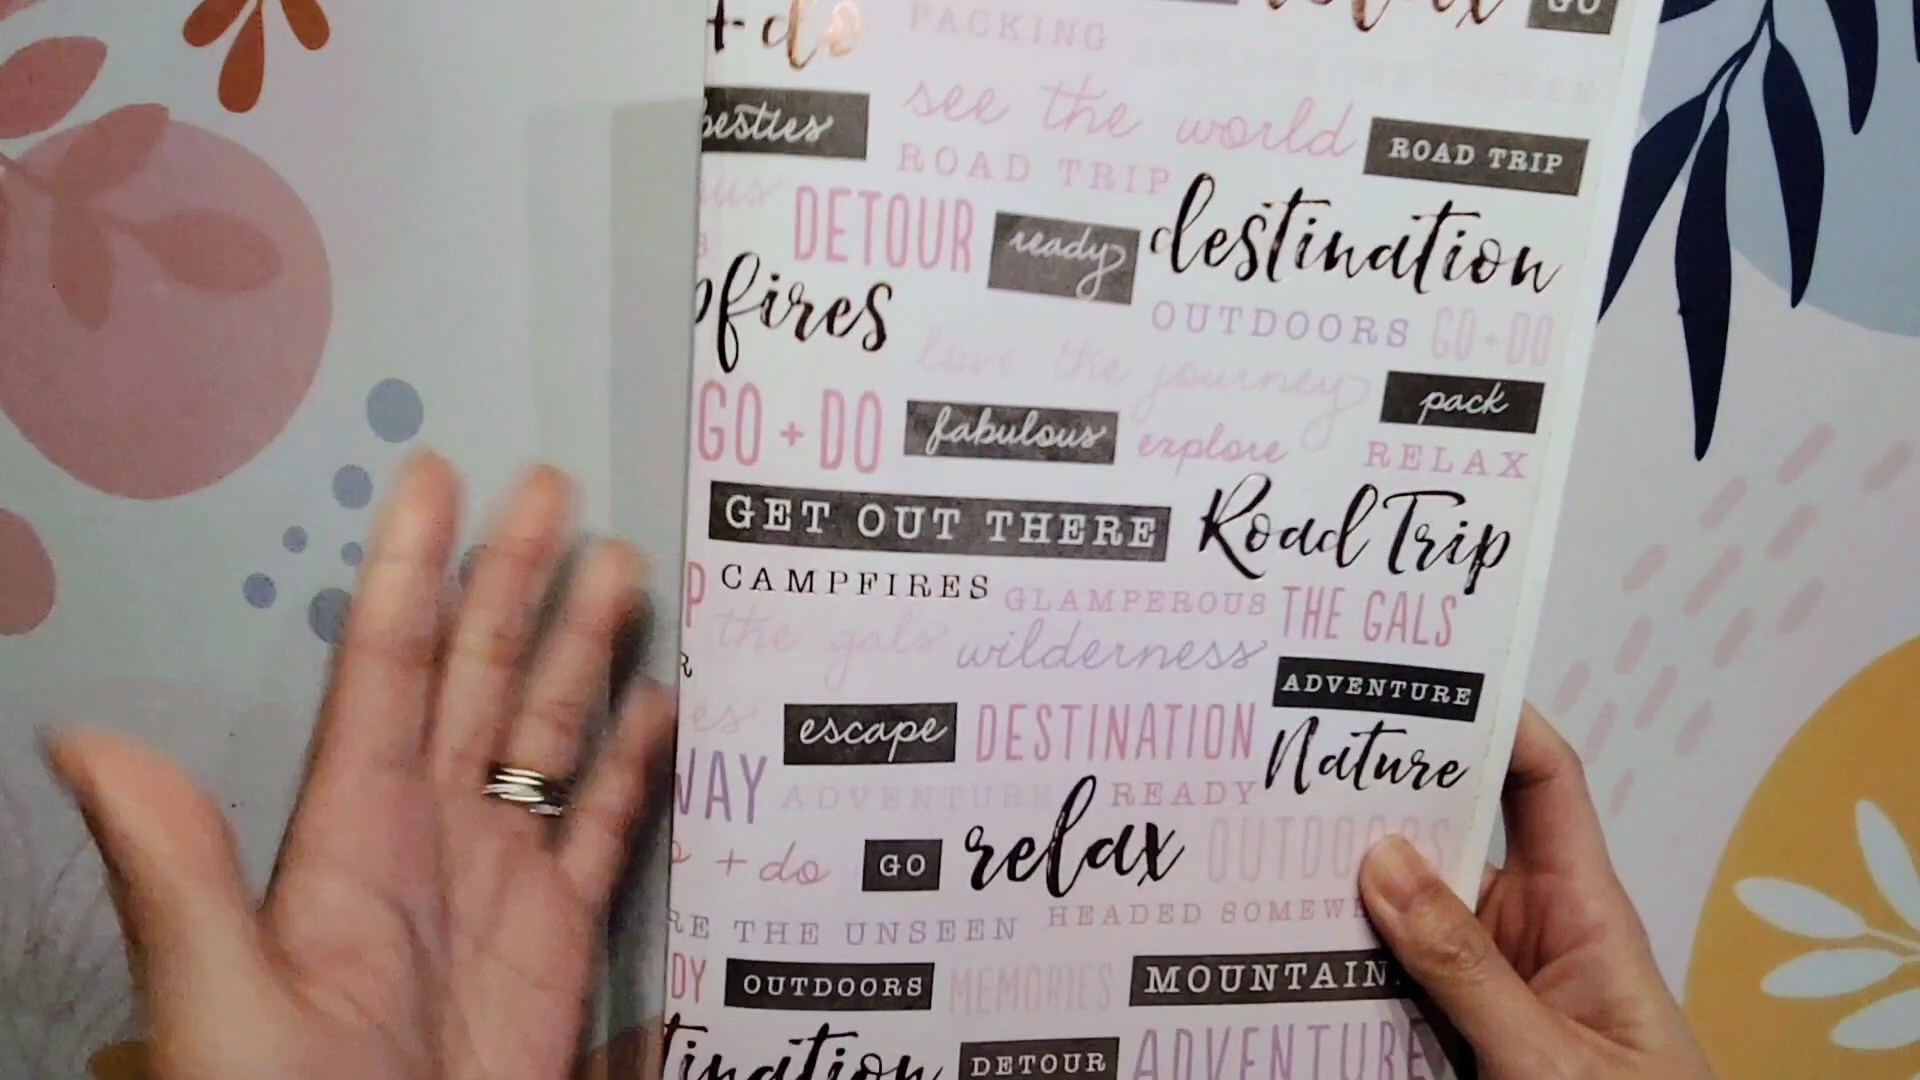 relax GO
+ do PACKING
besties see the world ROAD TRIP
ROAD TRIP
DETOUR ready destination
pfires OUTDOORS GO + DO
love the journey pack
GO + DO fabulous explore RELAX
GET OUT THERE Road Trip
CAMPFIRES GLAMPEROUS THE GALS
the gals wilderness ADVENTURE
es escape DESTINATION Nature
WAY ADVENTURE READY
+ do GO relax OUTDOORS
RE THE UNSEEN HEADED SOMEWE
DY OUTDOORS MEMORIES MOUNTAIN
tination DETOUR ADVENTURE